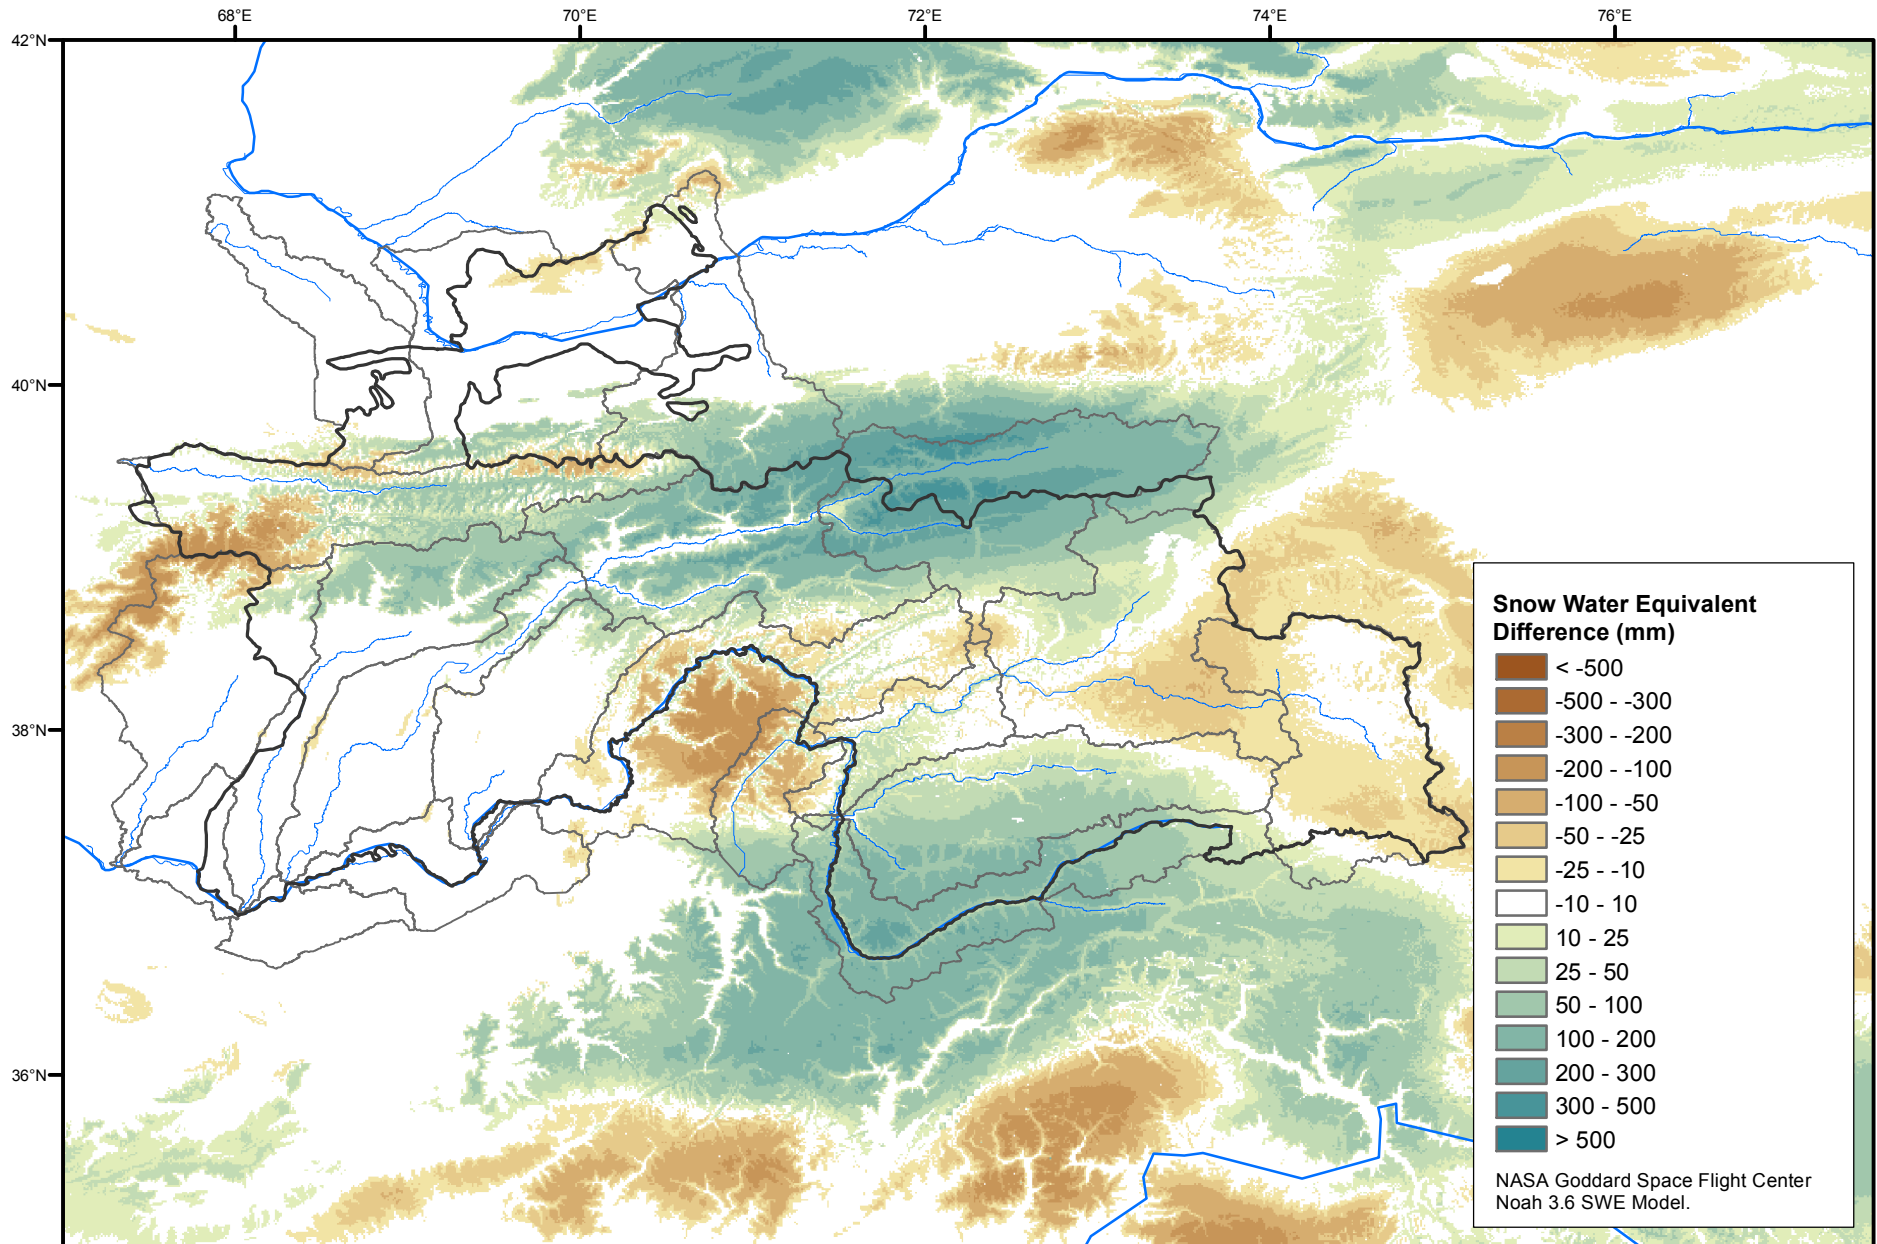 68°E
70°E
72°E
74°E
76°E
42°N
40°N
38°N
36°N
Snow Water Equivalent
Difference (mm)
< -500
-500 - -300
-300 - -200
-200 - -100
-100 - -50
-50 - -25
-25 - -10
-10 - 10
10 - 25
25 - 50
50 - 100
100 - 200
200 - 300
300 - 500
> 500
NASA Goddard Space Flight Center
Noah 3.6 SWE Model.